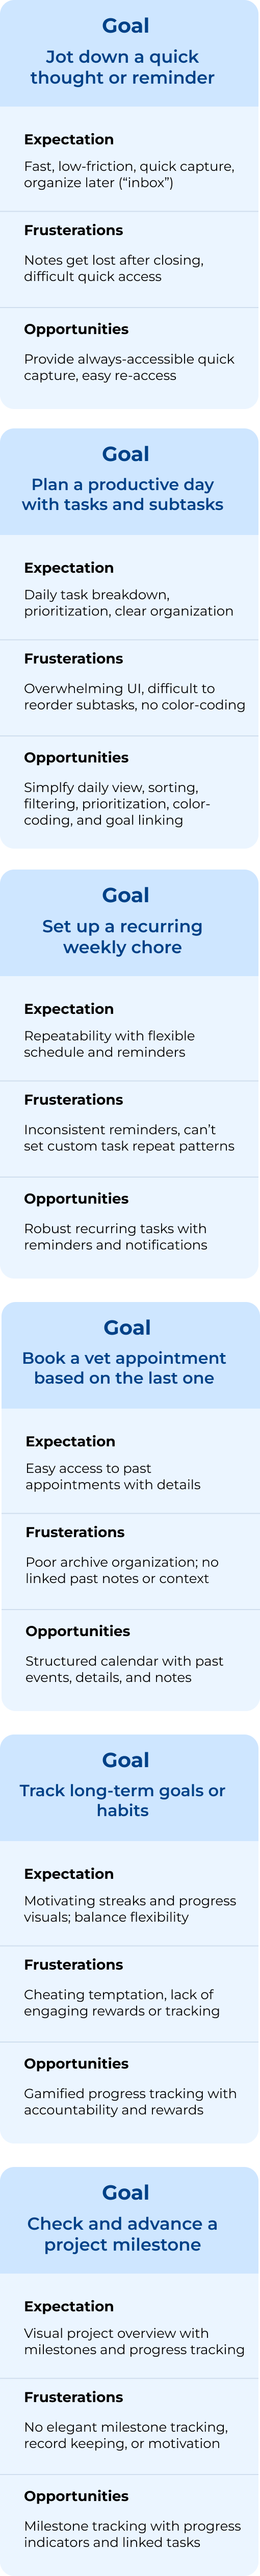 Goal
Jot down a quick
thought or reminder
Expectation
Fast, low-friction, quick capture,
organize later (“inbox”)
Frusterations
Notes get lost after closing,
difficult quick access
Opportunities
Provide always-accessible quick
capture, easy re-access
Goal
Plan a productive day
with tasks and subtasks
Expectation
Daily task breakdown,
prioritization, clear organization
Frusterations
Overwhelming UI, difficult to
reorder subtasks, no color-coding
Opportunities
Simplfy daily view, sorting,
filtering, prioritization, color-
coding, and goal linking
Goal
Set up a recurring
weekly chore
Expectation
Repeatability with flexible
schedule and reminders
Frusterations
Inconsistent reminders, can’t
set custom task repeat patterns
Opportunities
Robust recurring tasks with
reminders and notifications
Goal
Book a vet appointment
based on the last one
Expectation
Easy access to past
appointments with details
Frusterations
Poor archive organization; no
linked past notes or context
Opportunities
Structured calendar with past
events, details, and notes
Goal
Track long-term goals or
habits
Expectation
Motivating streaks and progress
visuals; balance flexibility
Frusterations
Cheating temptation, lack of
engaging rewards or tracking
Opportunities
Gamified progress tracking with
accountability and rewards
Goal
Check and advance a
project milestone
Expectation
Visual project overview with
milestones and progress tracking
Frusterations
No elegant milestone tracking,
record keeping, or motivation
Opportunities
Milestone tracking with progress
indicators and linked tasks